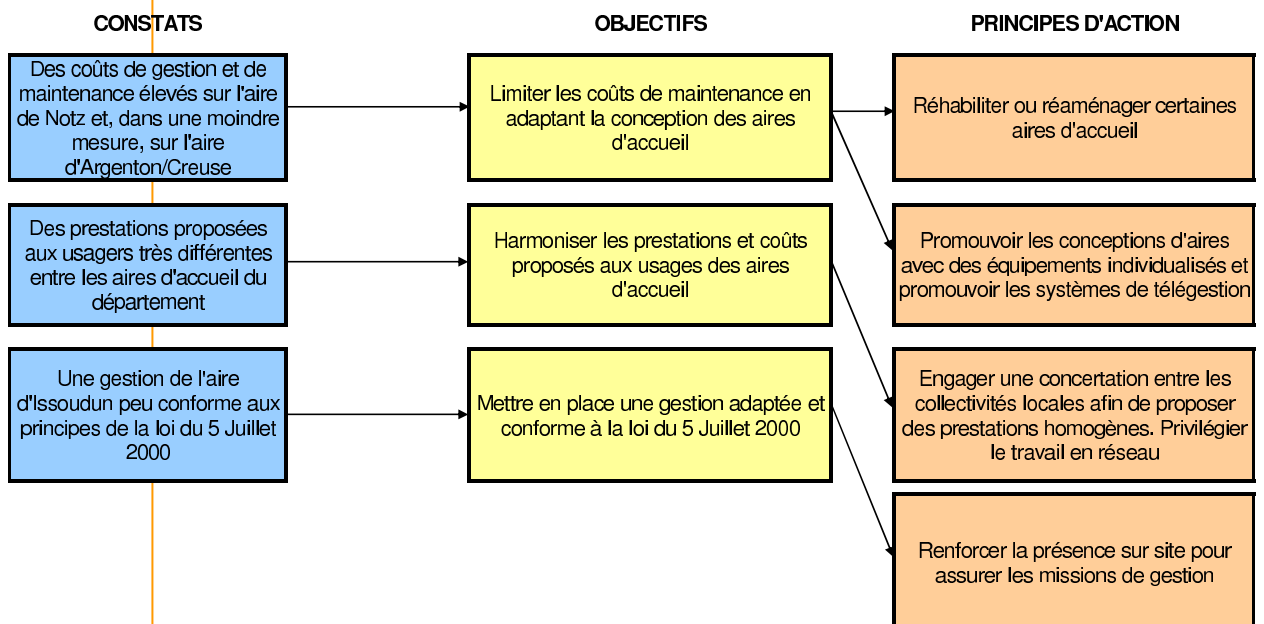 CONSTATS
OBJECTIFS
PRINCIPES D'ACTION
Des coûts de gestion et de
maintenance élevés sur l'aire
de Notz et, dans une moindre
mesure, sur l'aire
d'Argenton/Creuse
Limiter les coûts de maintenance en
adaptant la conception des aires
d'accueil
Réhabiliter ou réaménager certaines
aires d'accueil
Des prestations proposées
aux usagers très différentes
entre les aires d'accueil du
département
Harmoniser les prestations et coûts
proposés aux usages des aires
d'accueil
Promouvoir les conceptions d'aires
avec des équipements individualisés et
promouvoir les systèmes de télégestion
Une gestion de l'aire
d'Issoudun peu conforme aux
principes de la loi du 5 Juillet
2000
Mettre en place une gestion adaptée et
conforme à la loi du 5 Juillet 2000
Engager une concertation entre les
collectivités locales afin de proposer
des prestations homogènes. Privilégier
le travail en réseau
Renforcer la présence sur site pour
assurer les missions de gestion